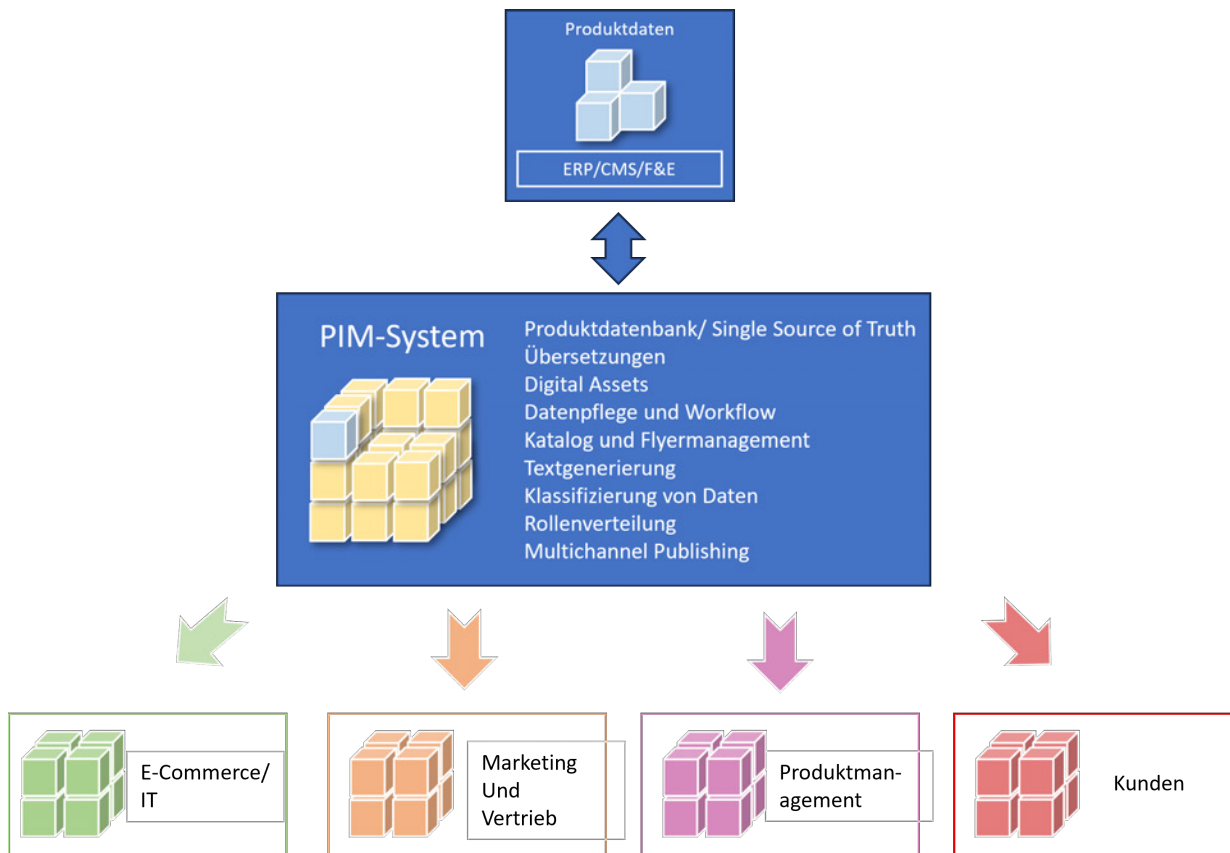 Produktdaten
ERP/CMS/F&E
PIM-System
Produktdatenbank/ Single Source of Truth
Übersetzungen
Digital Assets
Datenpflege und Workflow
Katalog und Flyermanagement
Textgenerierung
Klassifizierung von Daten
Rollenverteilung
Multichannel Publishing
E-Commerce/
IT
Marketing
Und
Vertrieb
Produktman-
agement
Kunden